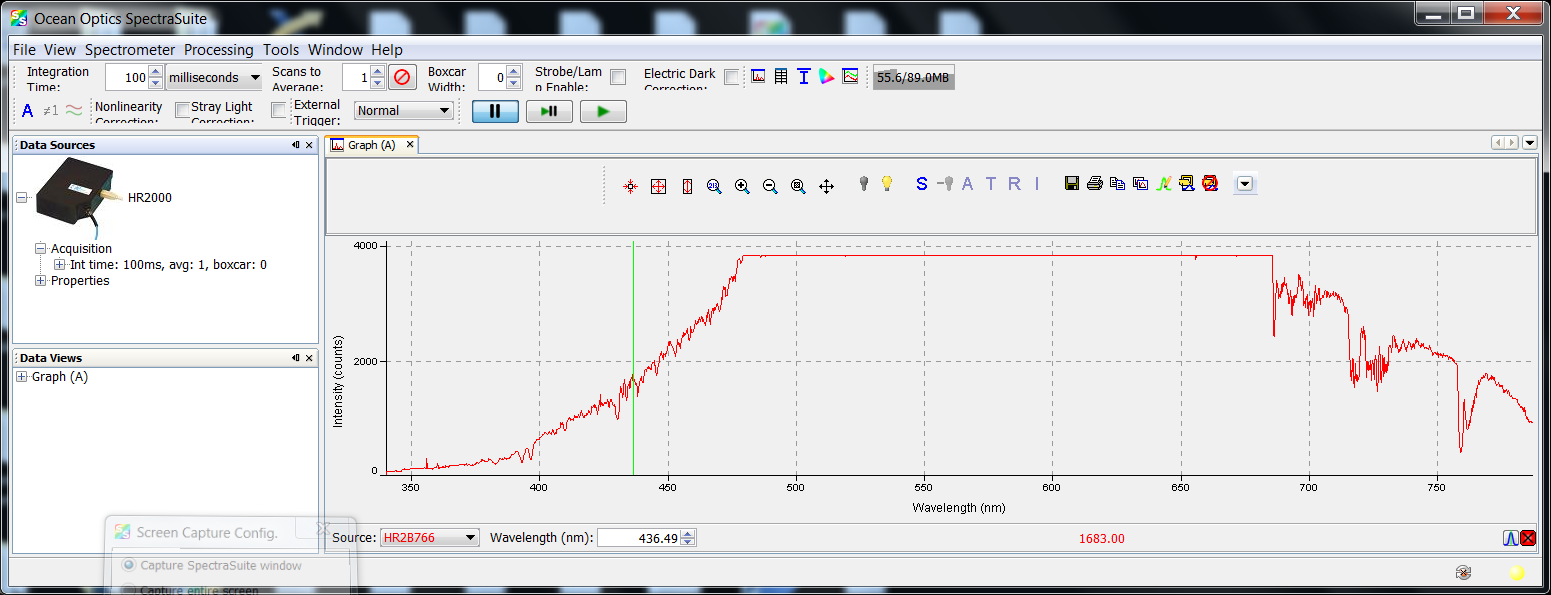 Ocean Optics SpectraSuite
File View Spectrometer Processing Tools Window Help
Integration Time: 100 milliseconds Scans to Average: 1 Boxcar Width: 0 Strobe/Lam p Enable: Electric Dark Correction: 55.6/89.0MB
A ≠1 Nonlinearity Correction: Stray Light Correction: External Trigger: Normal
Data Sources
HR2000
Acquisition
Int time: 100ms, avg: 1, boxcar: 0
Properties
Data Views
Graph (A)
Graph (A)
S A T R I
4000
2000
0
Intensity (counts)
350 400 450 500 550 600 650 700 750
Wavelength (nm)
Source: HR2B766 Wavelength (nm): 436.49 1683.00
Screen Capture Config.
Capture SpectraSuite window
Capture entire screen